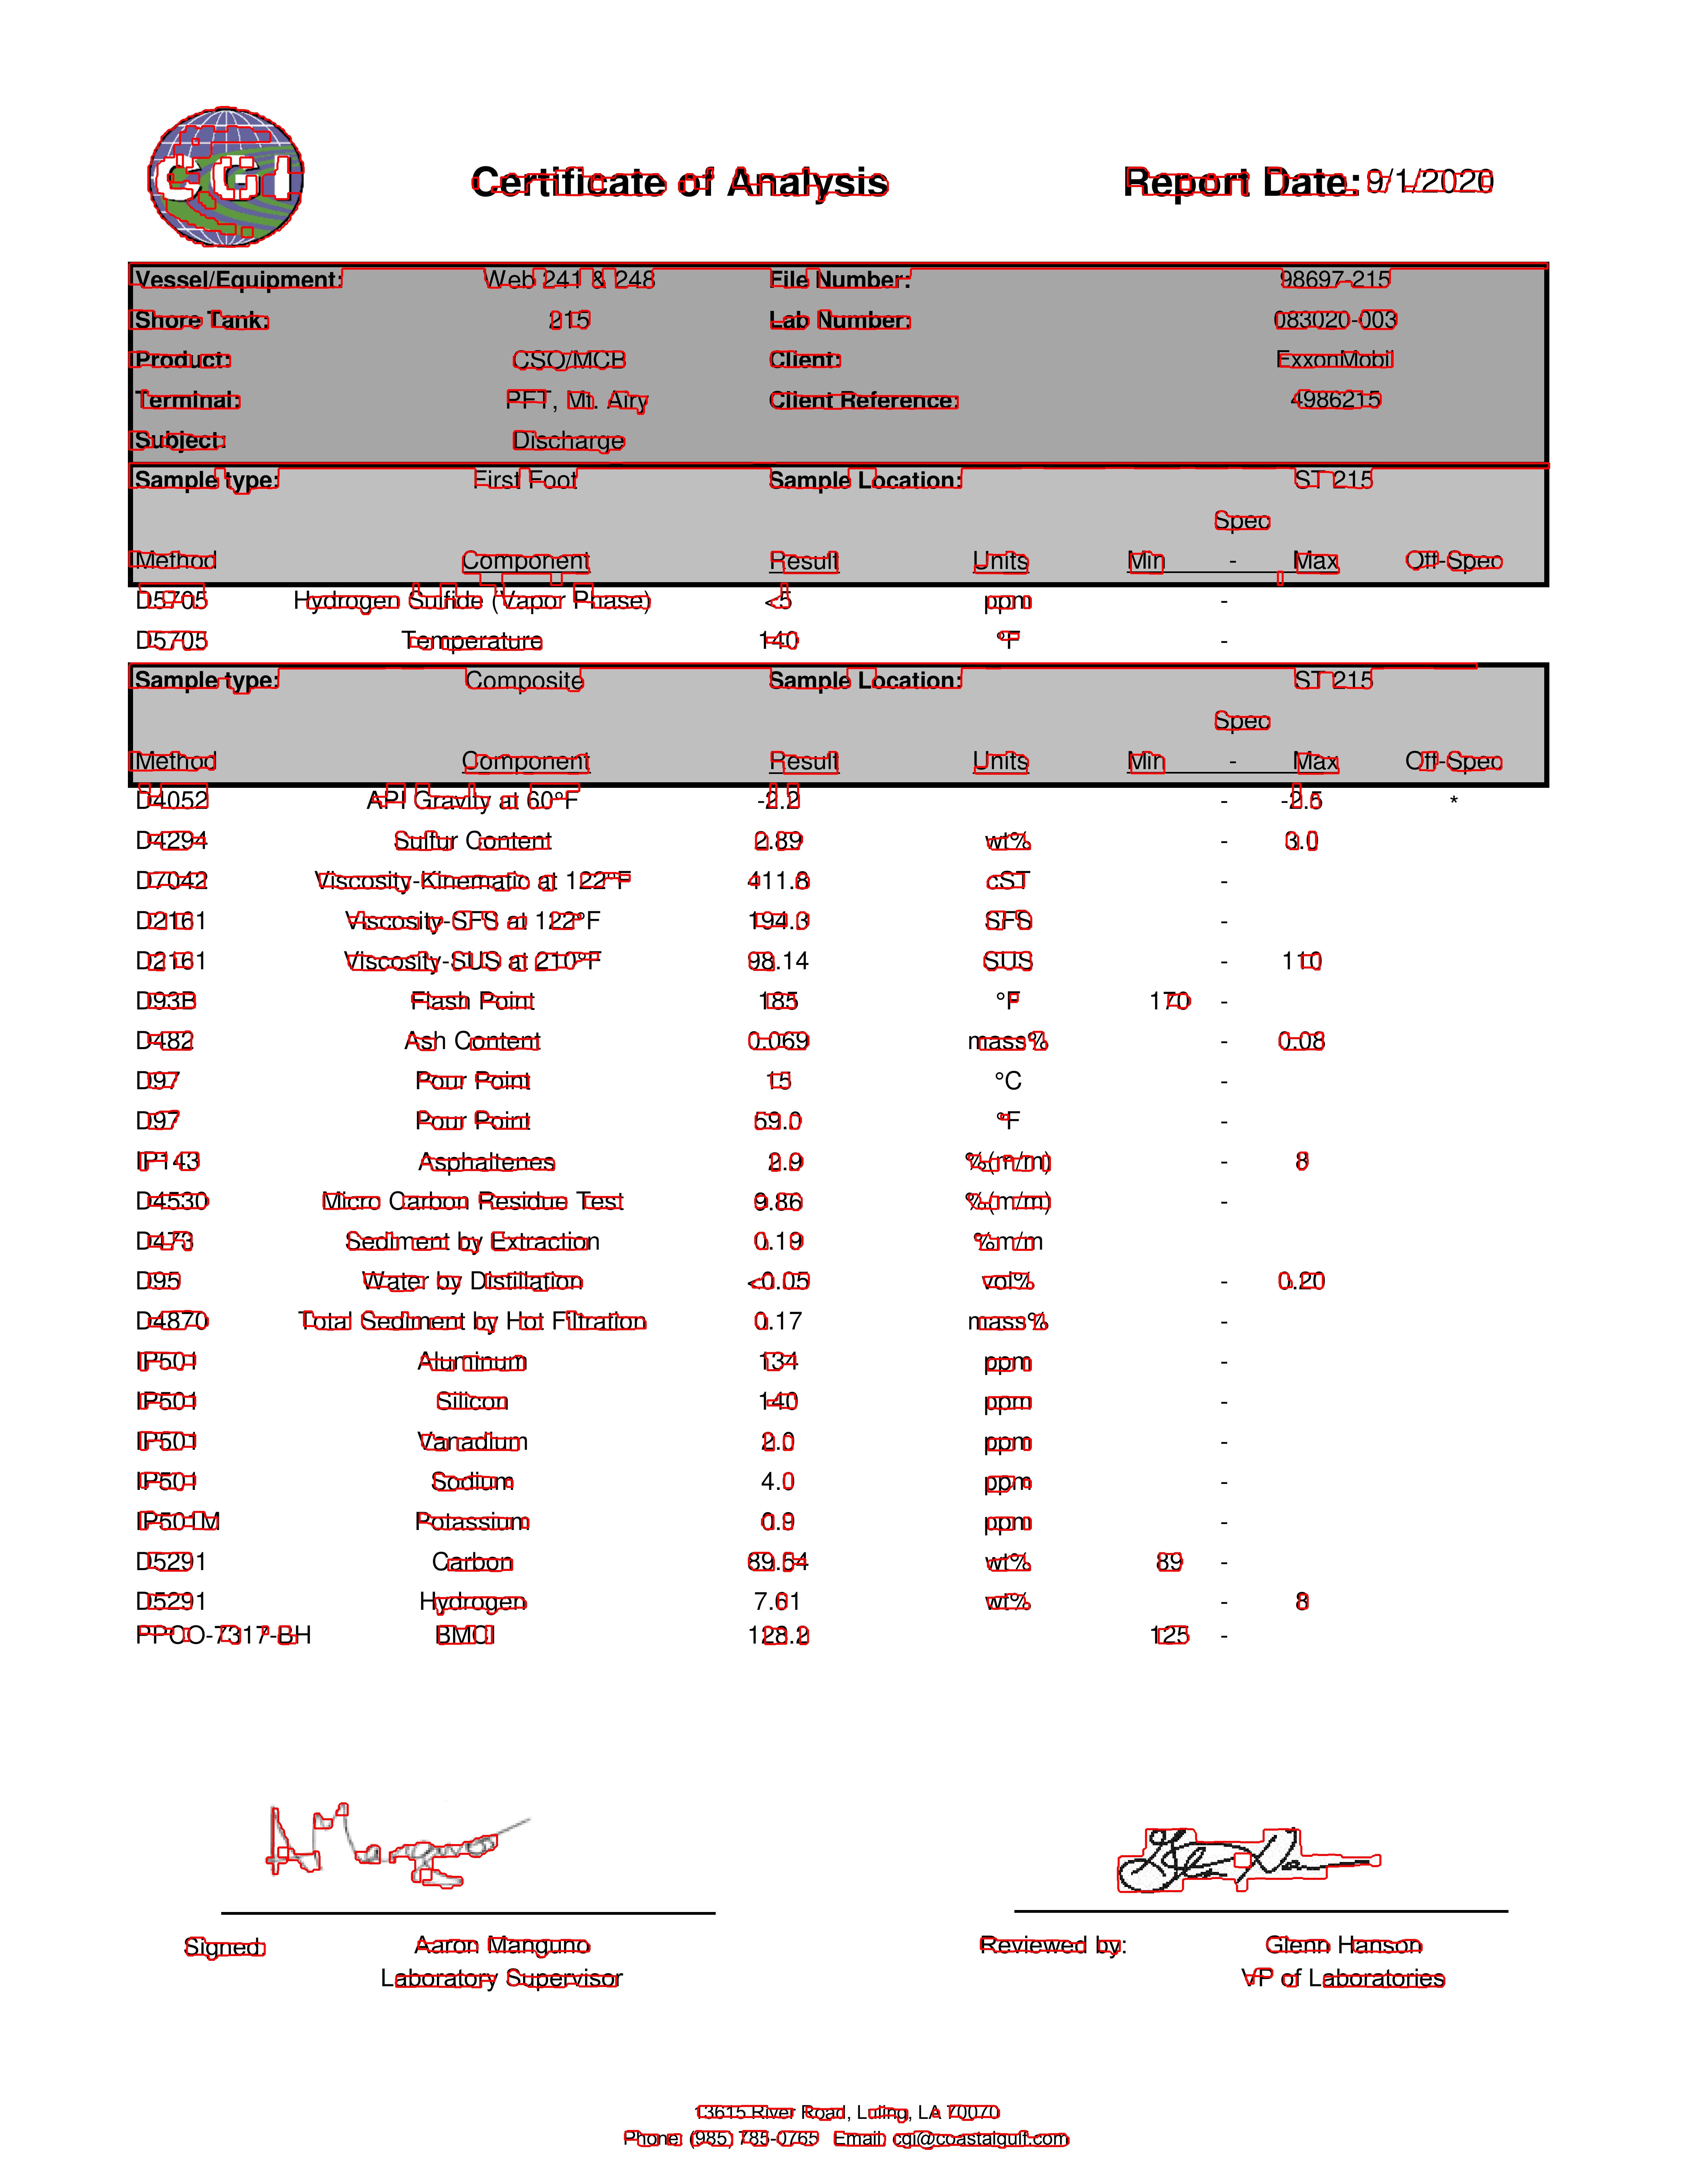 CGI
Certificate of Analysis Report Date: 9/1/2020
Vessel/Equipment: Web 241 & 248 File Number: 98697-215
Shore Tank: 215 Lab Number: 083020-003
Product: CSO/MCB Client: ExxonMobil
Terminal: PFT, Mt. Airy Client Reference: 4986215
Subject: Discharge
Sample type: First Foot Sample Location: ST 215
Spec
Method Component Result Units Min - Max Off-Spec
D5705 Hydrogen Sulfide (Vapor Phase) <5 ppm -
D5705 Temperature 140 °F -
Sample type: Composite Sample Location: ST 215
Spec
Method Component Result Units Min - Max Off-Spec
D4052 API Gravity at 60°F -2.2 - -2.5 *
D4294 Sulfur Content 2.89 wt% - 3.0
D7042 Viscosity-Kinematic at 122°F 411.8 cST -
D2161 Viscosity-SFS at 122°F 194.3 SFS -
D2161 Viscosity-SUS at 210°F 98.14 SUS - 110
D93B Flash Point 185 °F 170 -
D482 Ash Content 0.069 mass% - 0.08
D97 Pour Point 15 °C -
D97 Pour Point 59.0 °F -
IP143 Asphaltenes 2.9 %(m/m) - 8
D4530 Micro Carbon Residue Test 9.86 %(m/m) -
D473 Sediment by Extraction 0.19 %m/m -
D95 Water by Distillation <0.05 vol% - 0.20
D4870 Total Sediment by Hot Filtration 0.17 mass% -
IP501 Aluminum 134 ppm -
IP501 Silicon 140 ppm -
IP501 Vanadium 2.0 ppm -
IP501 Sodium 4.0 ppm -
IP501M Potassium 0.9 ppm -
D5291 Carbon 89.54 wt% 89 -
D5291 Hydrogen 7.61 wt% - 8
PPCO-7317-BH BMCI 128.2 125 -
Signed: Aaron Manguno Reviewed by: Glenn Hanson
Laboratory Supervisor VP of Laboratories
13615 River Road, Luling, LA 70070
Phone: (985) 785-0765 Email: cgi@coastalgulf.com